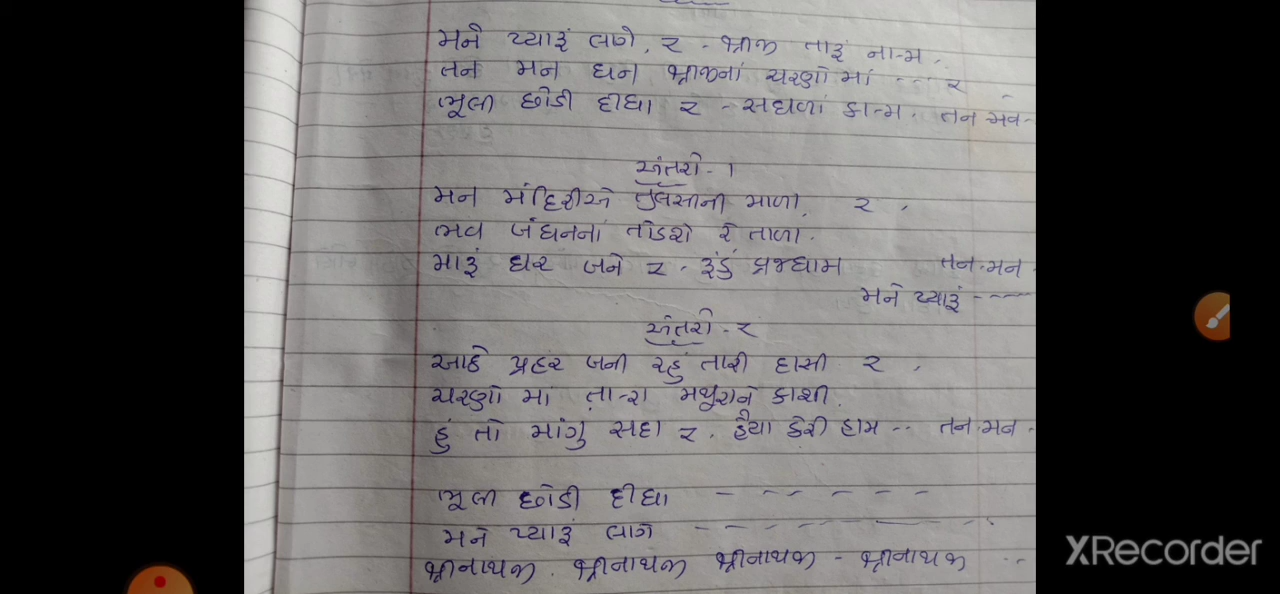 મને પ્યારૂં લાગે, ર - શ્રીજી તારૂં ના-મ.
તન મન ધન શ્રીજીનાં ચરણો માં --- ર
ભૂલી છોડી દીધા ર - સઘળાં કા-મ. તન-મન-
અંતરો - ૧
મન મંદિરીએ તુલસીની માળા ર.
ભવ બંધનનાં તોડશે રે તાળા.
મારૂં ઘર બને ર. રૂડું વ્રજધામ તન-મન-
મને પ્યારૂં ----
અંતરો - ૨
આઠે પ્રહર બની રહું તારી દાસી ર.
ચરણો માં તા-રા મથુરાને કાશી.
હું તો માંગુ સદા ર. હૈયા કેરી હામ -- તન-મન-
ભૂલી છોડી દીધા - -- - - -
મને પ્યારૂં લાગે - - - - - - - -
શ્રીનાથજી. શ્રીનાથજી શ્રીનાથજી - શ્રીનાથજી --
XRecorder